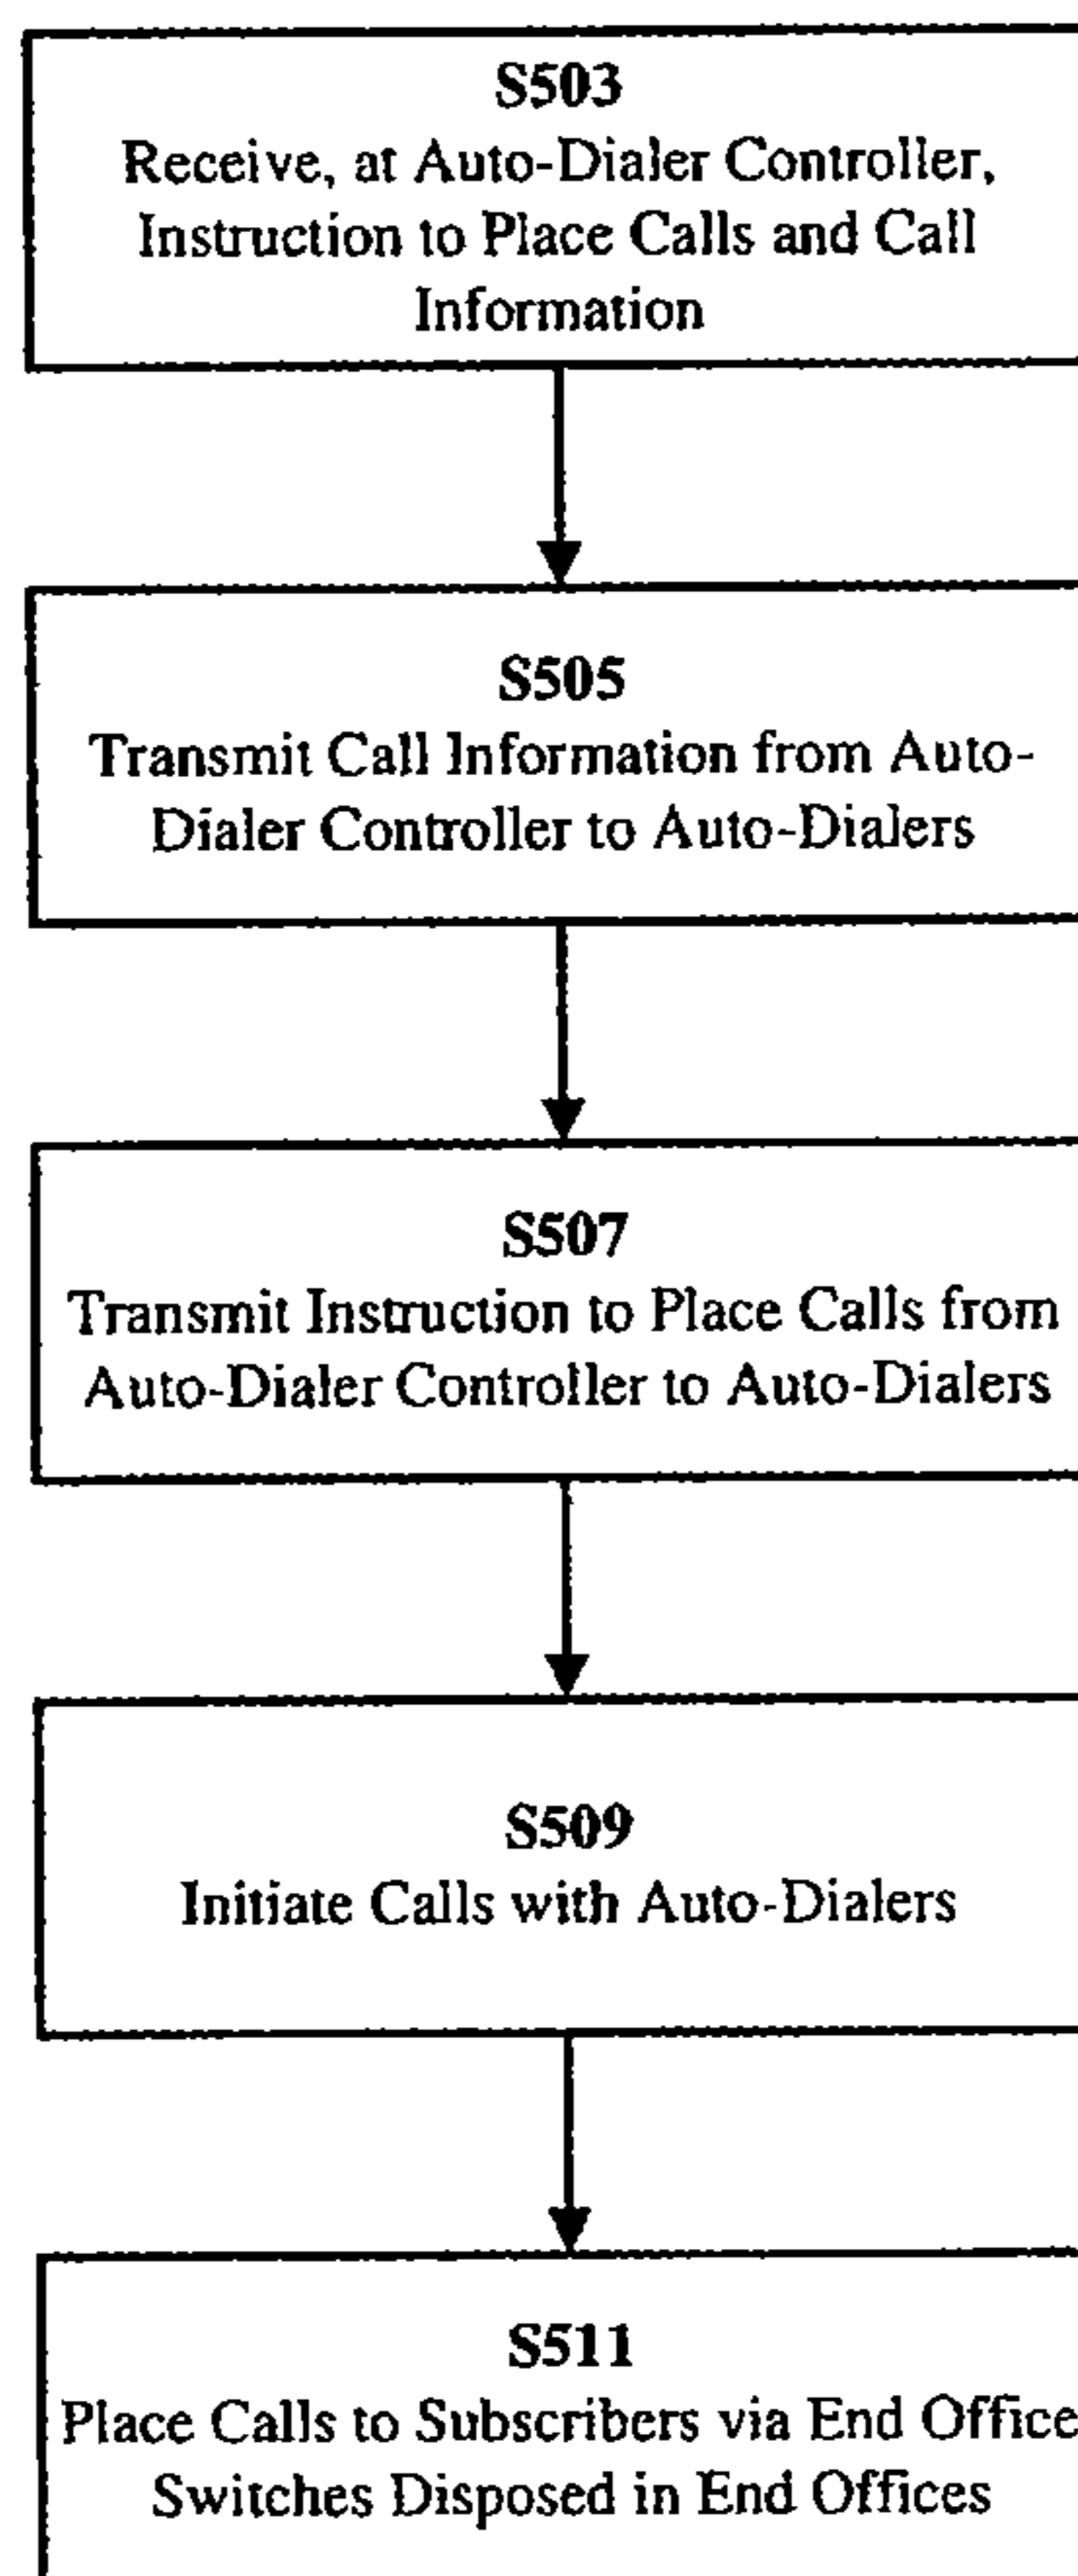 S503
Receive, at Auto-Dialer Controller,
Instruction to Place Calls and Call
Information
S505
Transmit Call Information from Auto-
Dialer Controller to Auto-Dialers
S507
Transmit Instruction to Place Calls from
Auto-Dialer Controller to Auto-Dialers
S509
Initiate Calls with Auto-Dialers
S511
Place Calls to Subscribers via End Office
Switches Disposed in End Offices